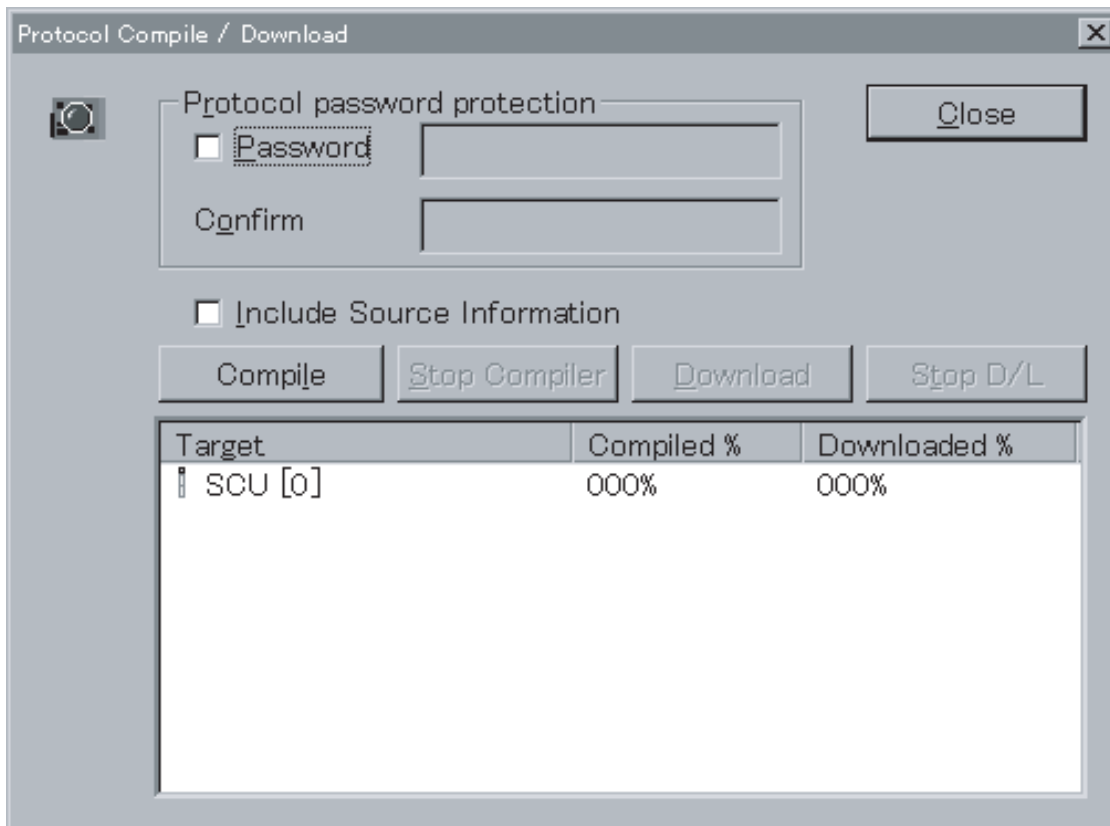 Protocol Compile / Download
Protocol password protection
Close
Password
Confirm
Include Source Information
Compile Stop Compiler Download Stop D/L
Target Compiled % Downloaded %
SCU [0] 000% 000%